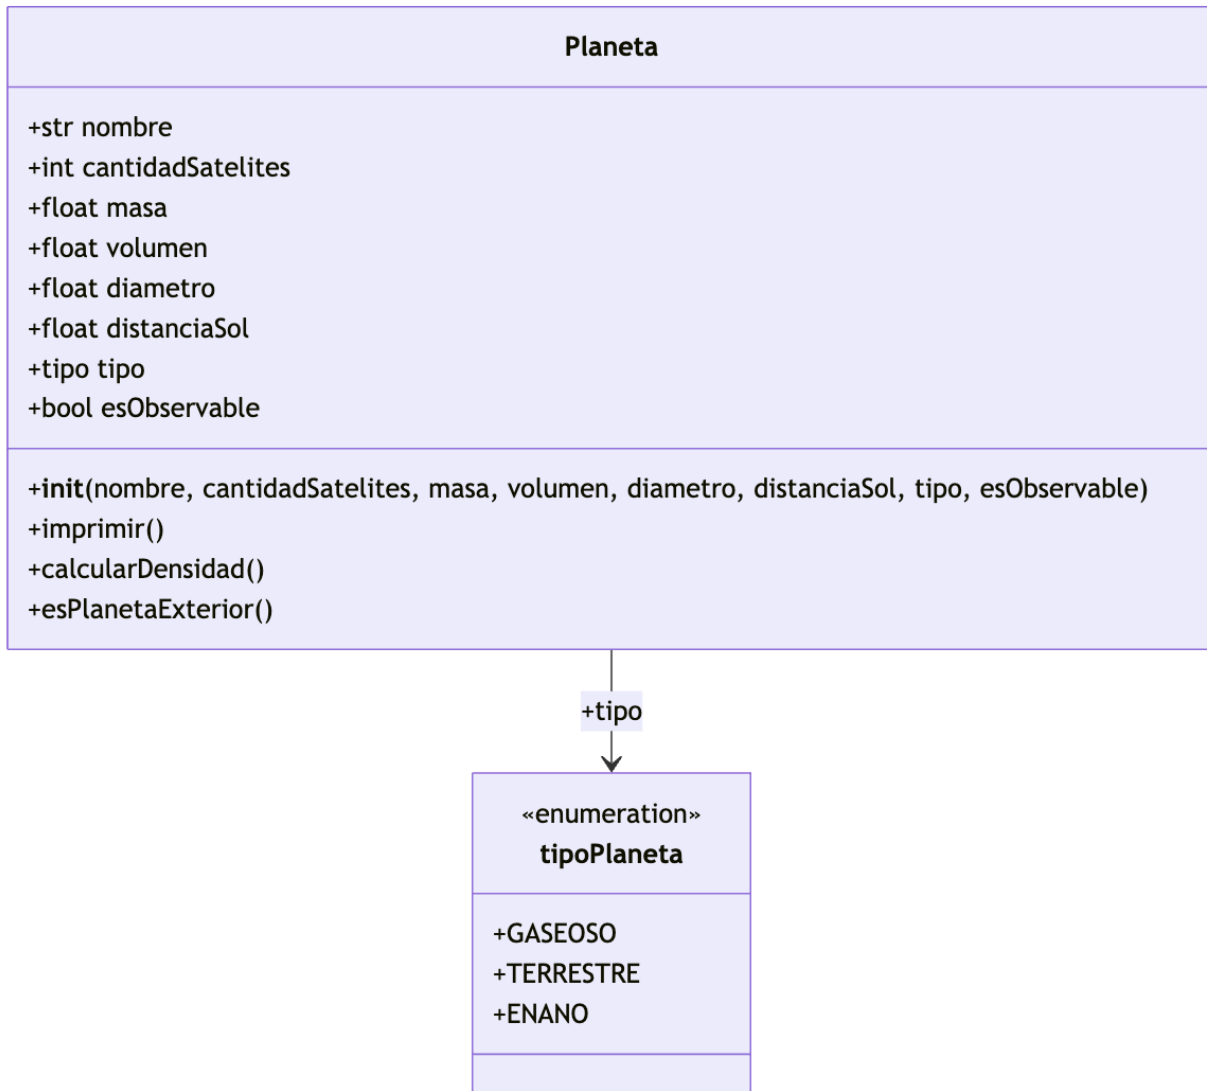 Planeta
+str nombre
+int cantidadSatelites
+float masa
+float volumen
+float diametro
+float distanciaSol
+tipo tipo
+bool esObservable
+init(nombre, cantidadSatelites, masa, volumen, diametro, distanciaSol, tipo, esObservable)
+imprimir()
+calcularDensidad()
+esPlanetaExterior()
+tipo
«enumeration»
tipoPlaneta
+GASEOSO
+TERRESTRE
+ENANO